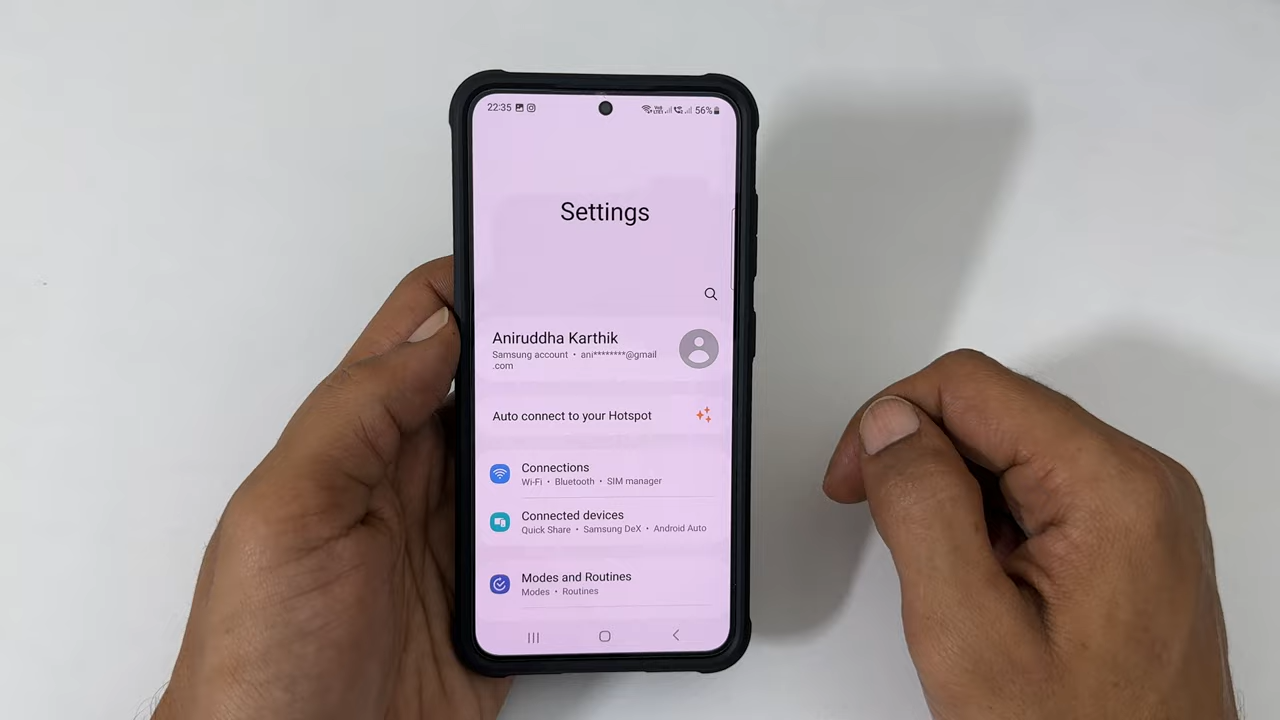 22:35
VoLTE1 56%
Settings
Aniruddha Karthik
Samsung account • ani********@gmail
.com
Auto connect to your Hotspot
Connections
Wi-Fi • Bluetooth • SIM manager
Connected devices
Quick Share • Samsung DeX • Android Auto
Modes and Routines
Modes • Routines